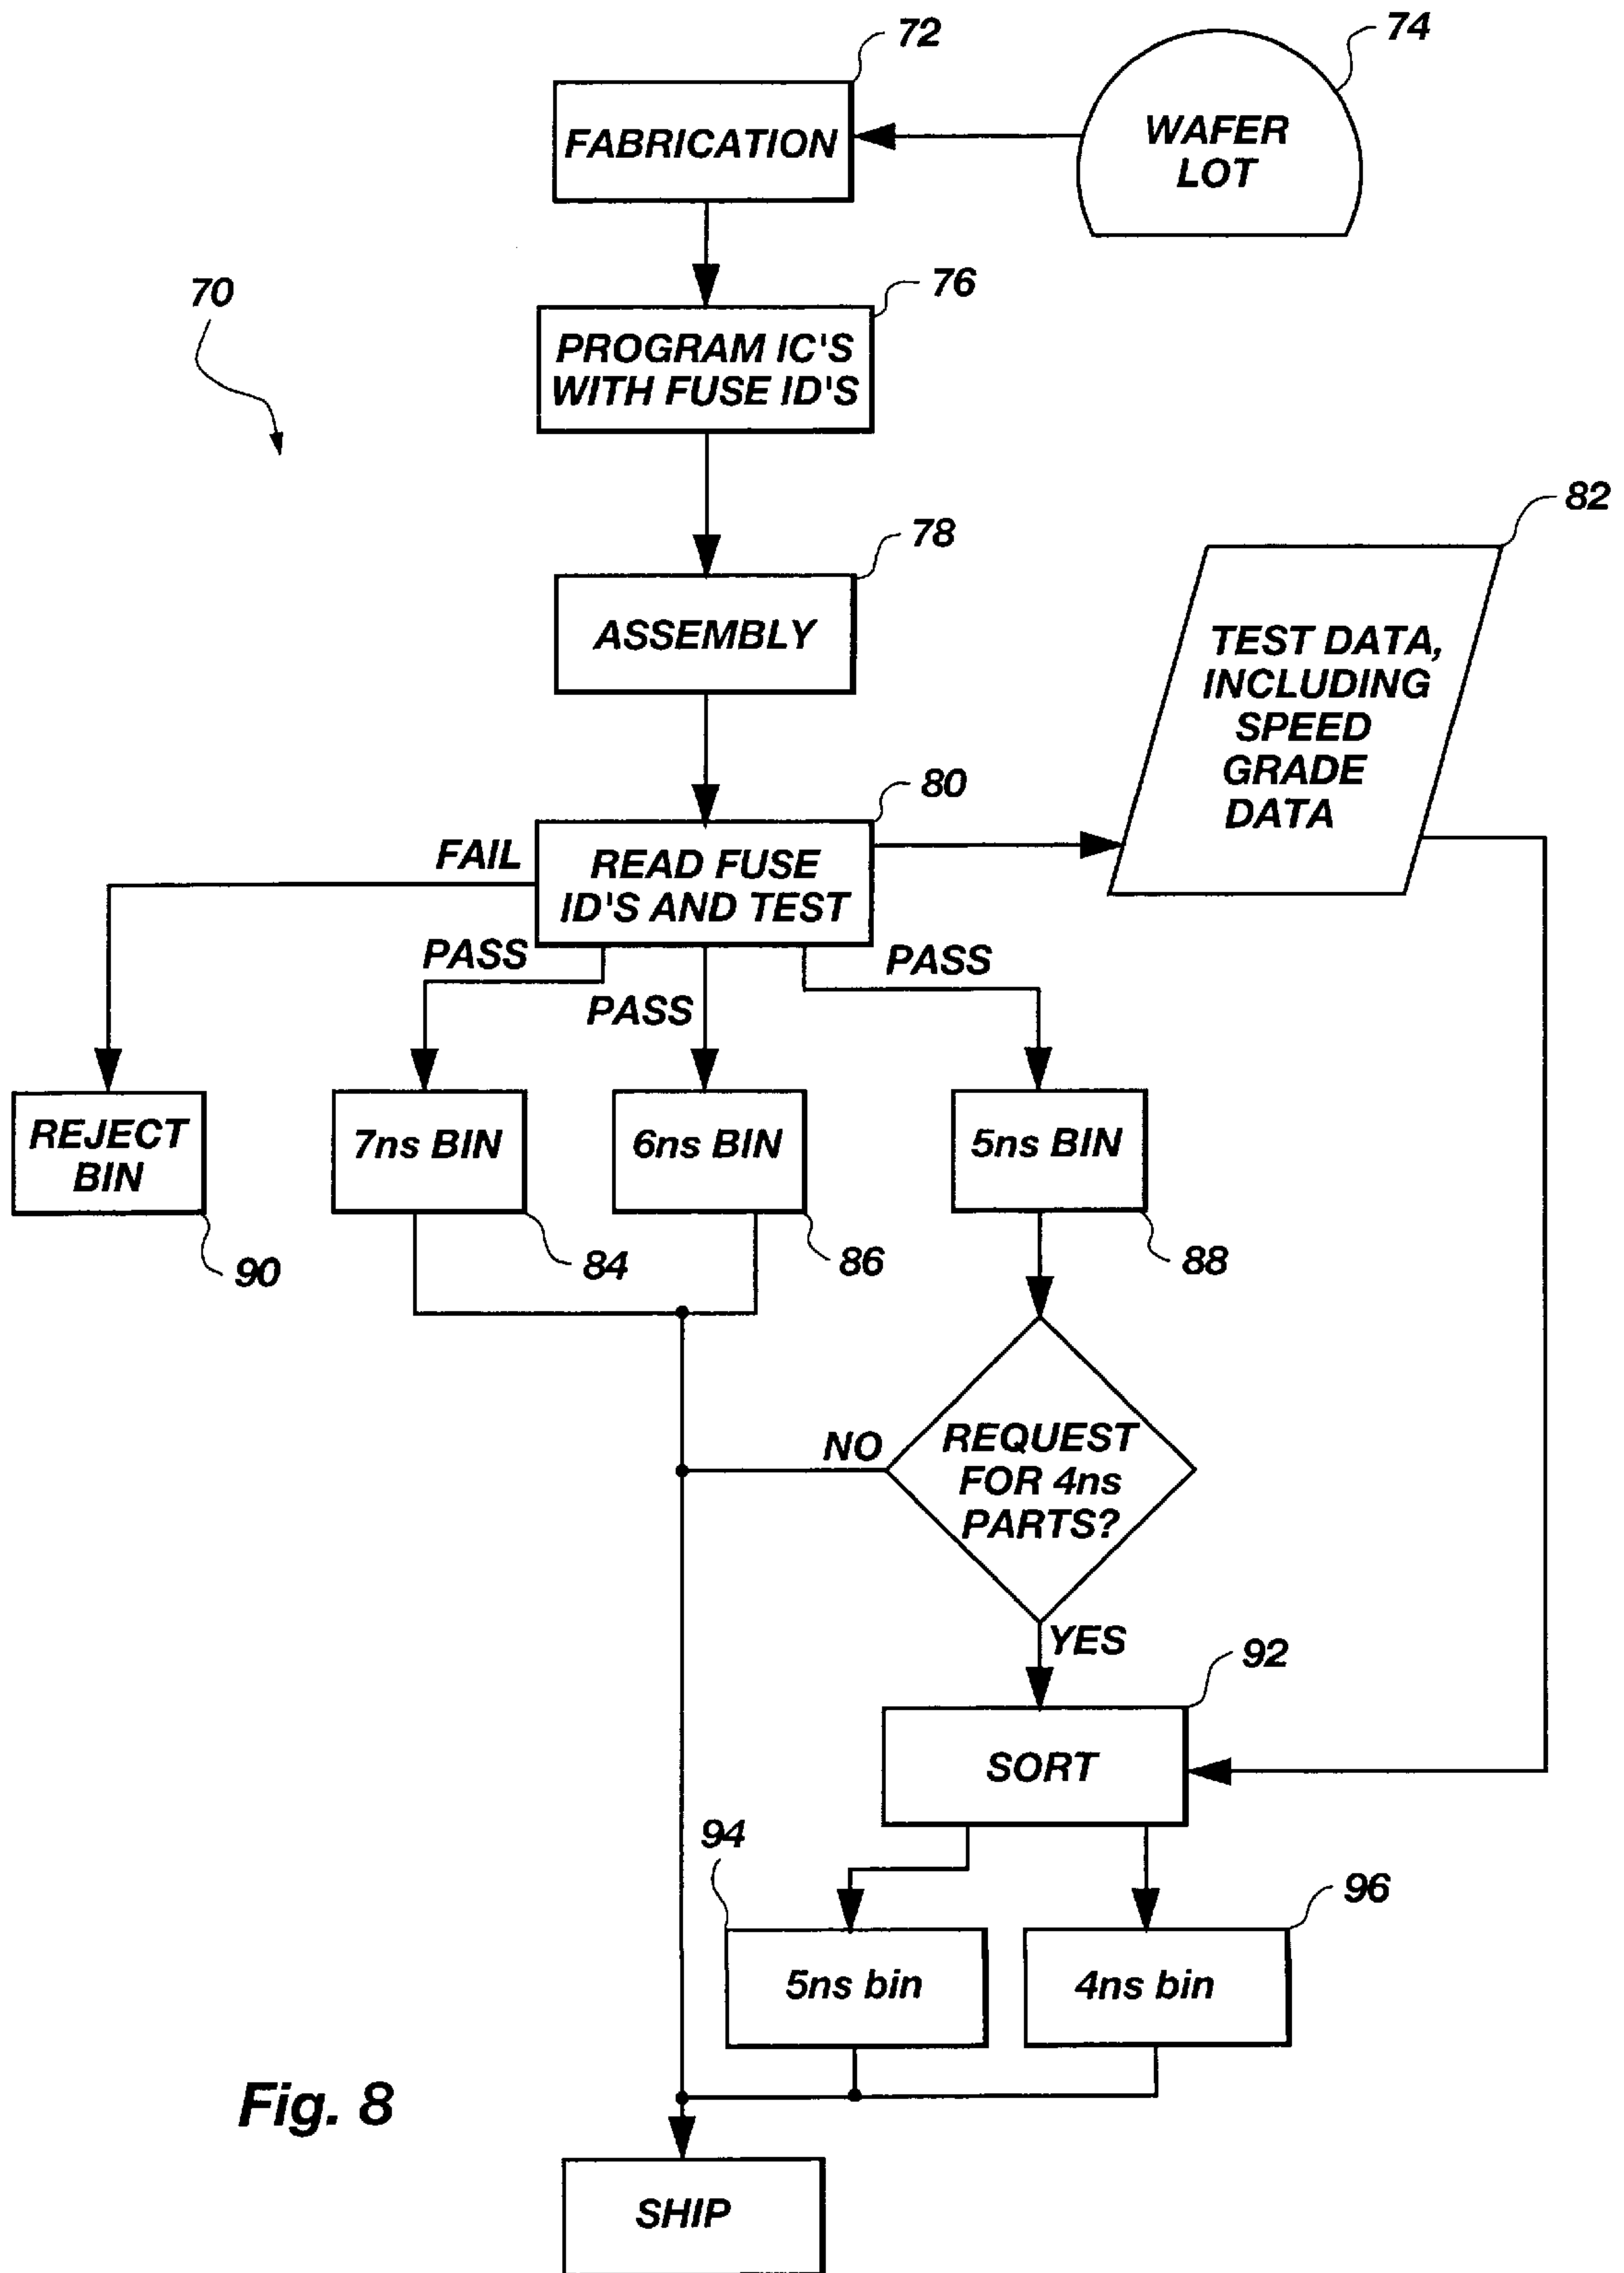 72
74
FABRICATION
WAFER
LOT
70
76
PROGRAM IC'S
WITH FUSE ID'S
78
82
ASSEMBLY
TEST DATA,
INCLUDING
SPEED
GRADE
DATA
80
FAIL
READ FUSE
ID'S AND TEST
PASS
PASS
PASS
REJECT
BIN
7ns BIN
6ns BIN
5ns BIN
90
84
86
88
NO
REQUEST
FOR 4ns
PARTS?
YES
92
SORT
94
96
5ns bin
4ns bin
Fig. 8
SHIP